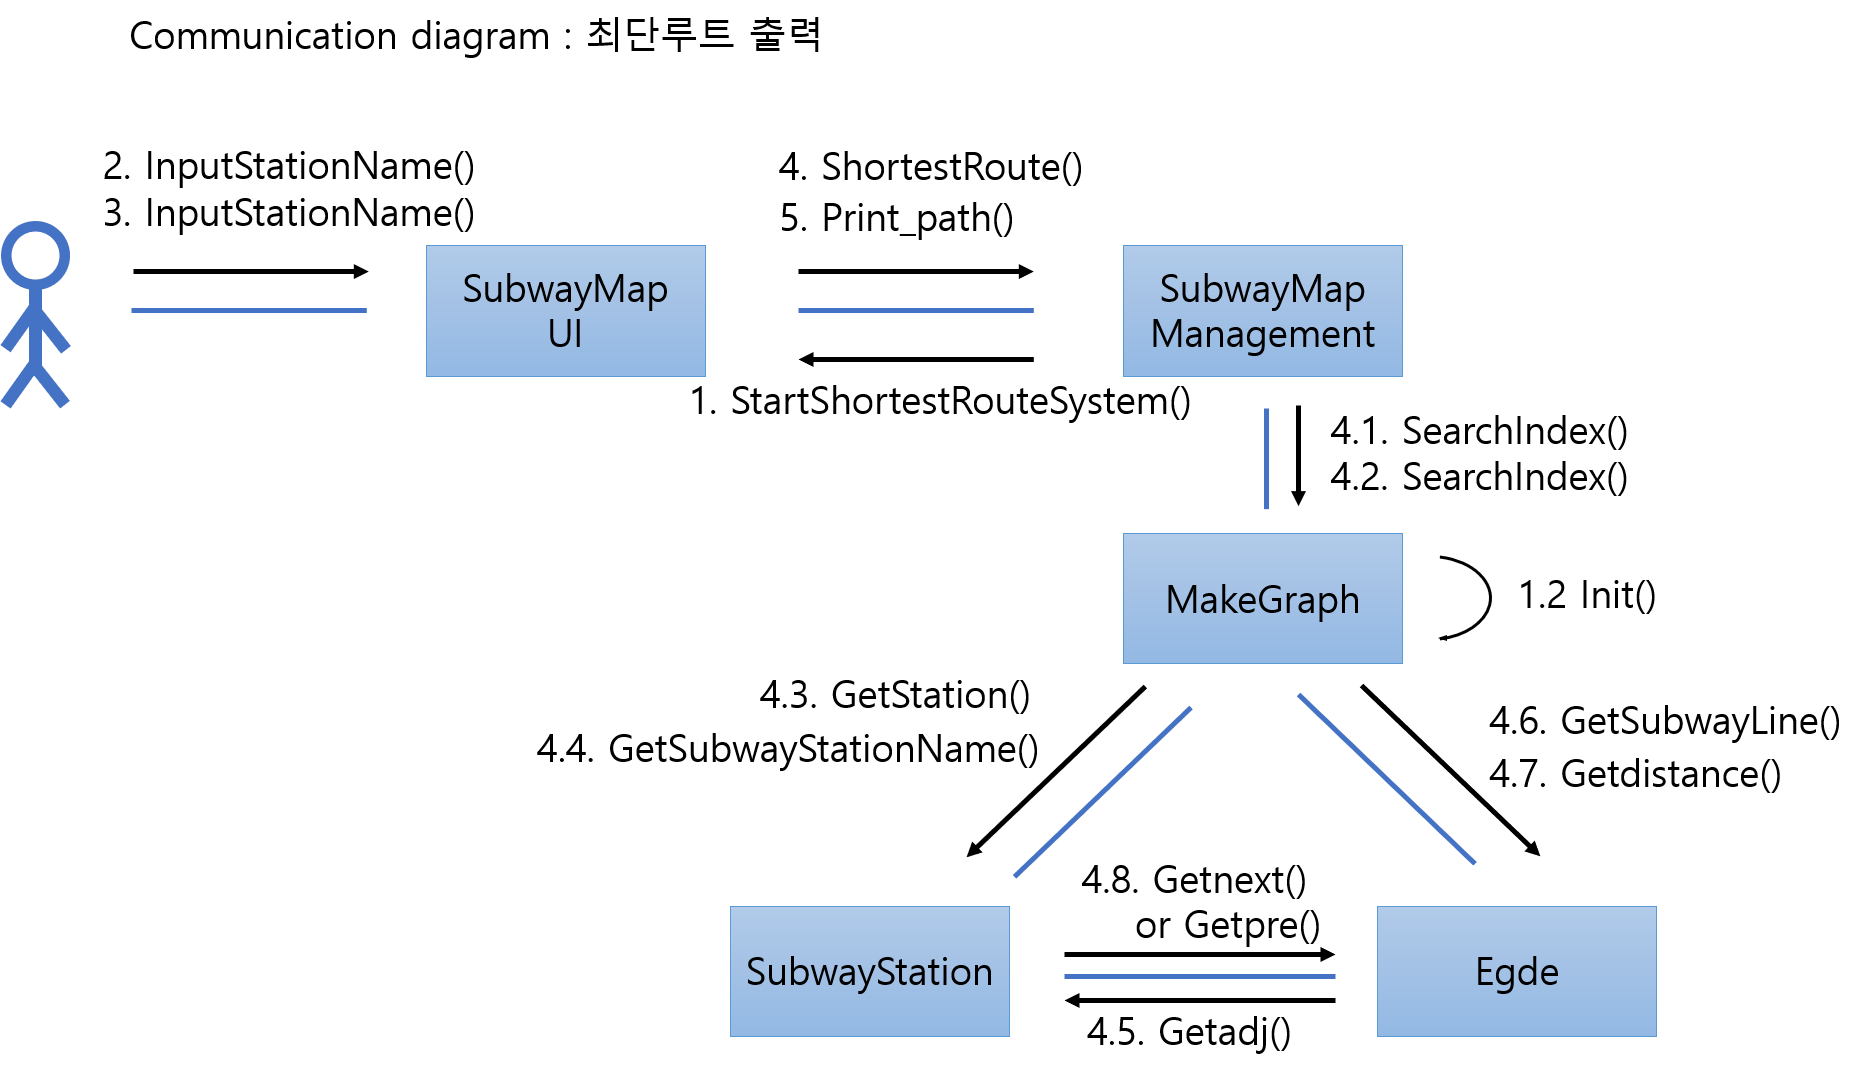 Communication diagram : 최단루트 출력
2. InputStationName()
3. InputStationName()
4. ShortestRoute()
5. Print_path()
SubwayMap
UI
SubwayMap
Management
1. StartShortestRouteSystem()
4.1. SearchIndex()
4.2. SearchIndex()
MakeGraph
1.2 Init()
4.3. GetStation()
4.4. GetSubwayStationName()
4.6. GetSubwayLine()
4.7. Getdistance()
4.8. Getnext()
or Getpre()
SubwayStation
Egde
4.5. Getadj()